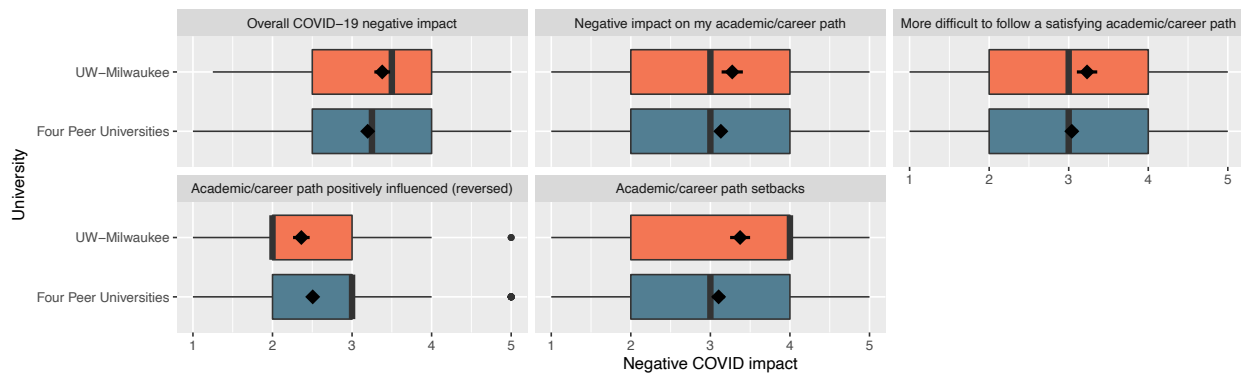 Overall COVID−19 negative impact
Negative impact on my academic/career path
More difficult to follow a satisfying academic/career path
UW−Milwaukee
Four Peer Universities
1 2 3 4 5
Academic/career path positively influenced (reversed)
Academic/career path setbacks
UW−Milwaukee
Four Peer Universities
1 2 3 4 5
1 2 3 4 5
Negative COVID impact
University